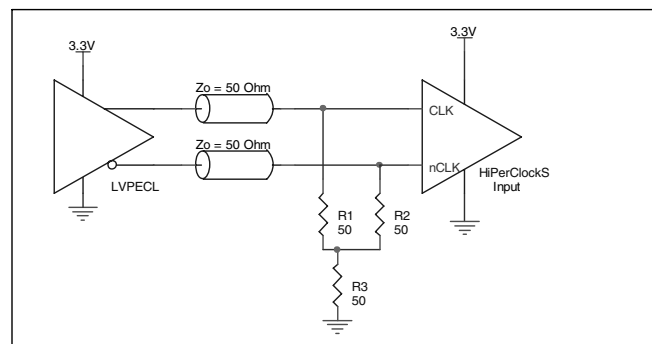 3.3V
3.3V
Zo = 50 Ohm
CLK
Zo = 50 Ohm
nCLK
LVPECL
HiPerClockS
Input
R1
50
R2
50
R3
50